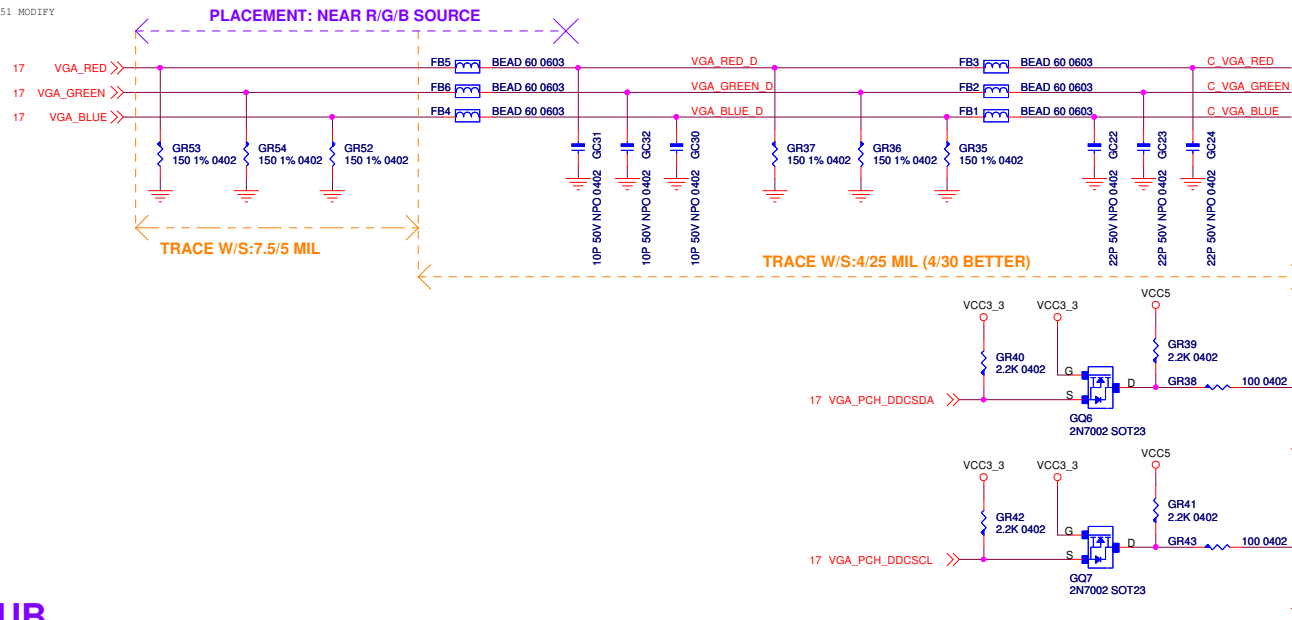 51 MODIFY
PLACEMENT: NEAR R/G/B SOURCE
17 VGA_RED FB5 BEAD 60 0603 VGA_RED_D FB3 BEAD 60 0603 C_VGA_RED
17 VGA_GREEN FB6 BEAD 60 0603 VGA_GREEN_D FB2 BEAD 60 0603 C_VGA_GREEN
17 VGA_BLUE FB4 BEAD 60 0603 VGA_BLUE_D FB1 BEAD 60 0603 C_VGA_BLUE
GR53 GR54 GR52 GC31 GC32 GC30 GR37 GR36 GR35 GC22 GC23 GC24
150 1% 0402 150 1% 0402 150 1% 0402 150 1% 0402 150 1% 0402 150 1% 0402
10P 50V NPO 0402 10P 50V NPO 0402 10P 50V NPO 0402 22P 50V NPO 0402 22P 50V NPO 0402 22P 50V NPO 0402
TRACE W/S:7.5/5 MIL
TRACE W/S:4/25 MIL (4/30 BETTER)
VCC3_3 VCC3_3 VCC5
GR40
2.2K 0402
GR39
2.2K 0402
G
D GR38 100 0402
17 VGA_PCH_DDCSDA S
GQ6
2N7002 SOT23
VCC3_3 VCC3_3 VCC5
GR42
2.2K 0402
GR41
2.2K 0402
G
D GR43 100 0402
17 VGA_PCH_DDCSCL S
GQ7
2N7002 SOT23